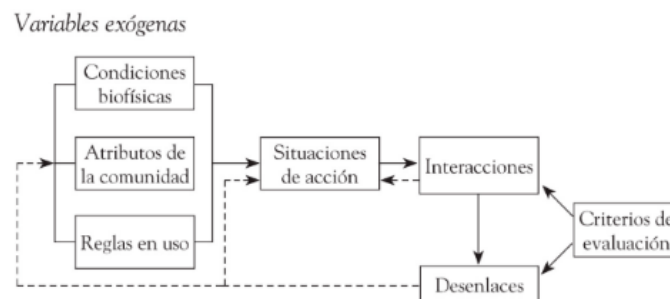 Variables exógenas
Condiciones
biofísicas
Atributos de
la comunidad
Reglas en uso
Situaciones
de acción
Interacciones
Desenlaces
Criterios de
evaluación